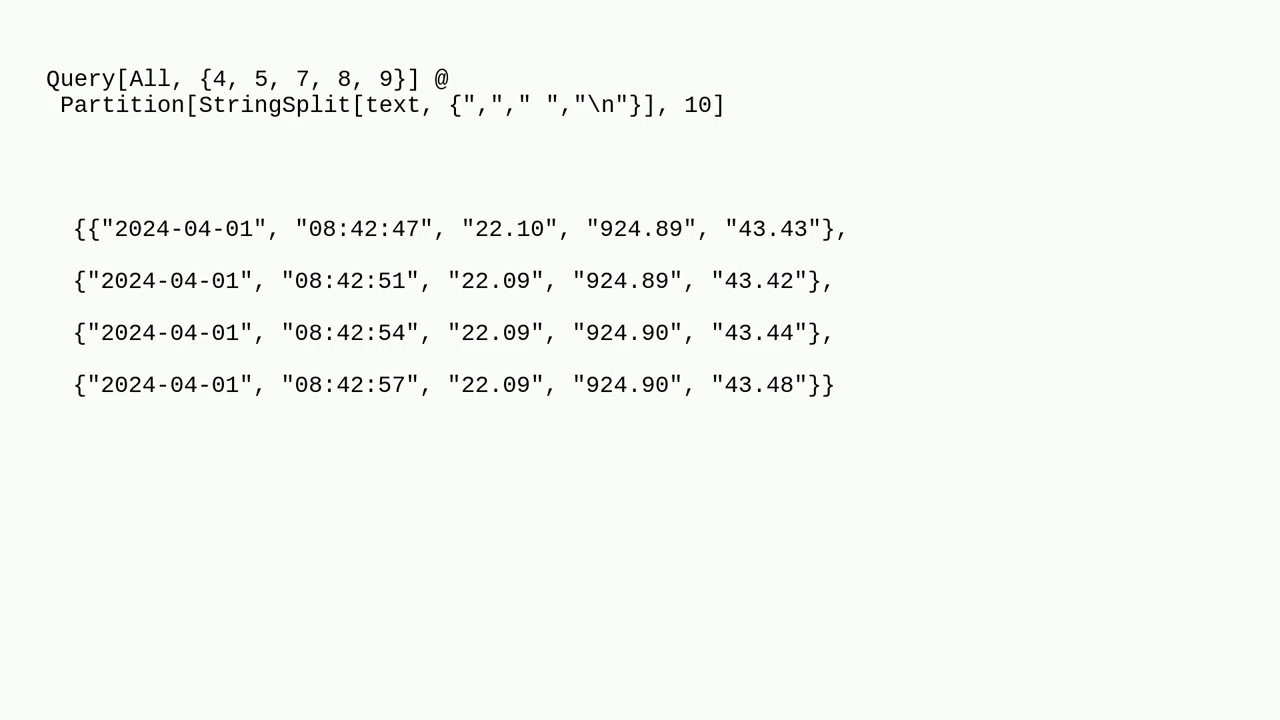 Query[All, {4, 5, 7, 8, 9}] @
Partition[StringSplit[text, {","," ","\n"}], 10]
{{"2024-04-01", "08:42:47", "22.10", "924.89", "43.43"},
{"2024-04-01", "08:42:51", "22.09", "924.89", "43.42"},
{"2024-04-01", "08:42:54", "22.09", "924.90", "43.44"},
{"2024-04-01", "08:42:57", "22.09", "924.90", "43.48"}}